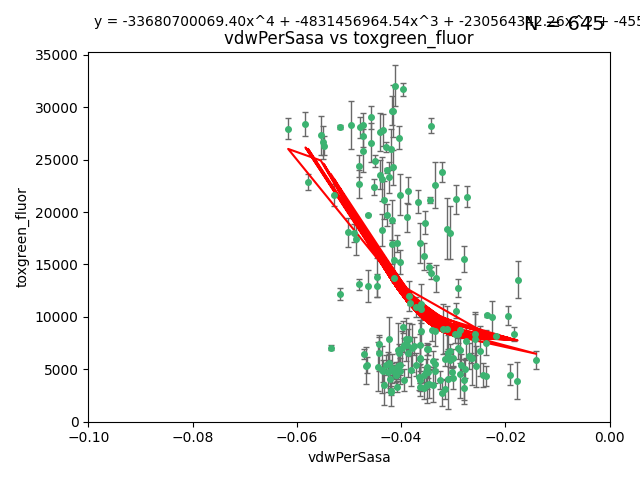 y = -33680700069.40x^4 + -4831456964.54x^3 + -230564342.26x^2 + -455
N = 645
vdwPerSasa vs toxgreen_fluor
35000
30000
25000
20000
15000
10000
5000
0
toxgreen_fluor
−0.10 −0.08 −0.06 −0.04 −0.02 0.00
vdwPerSasa